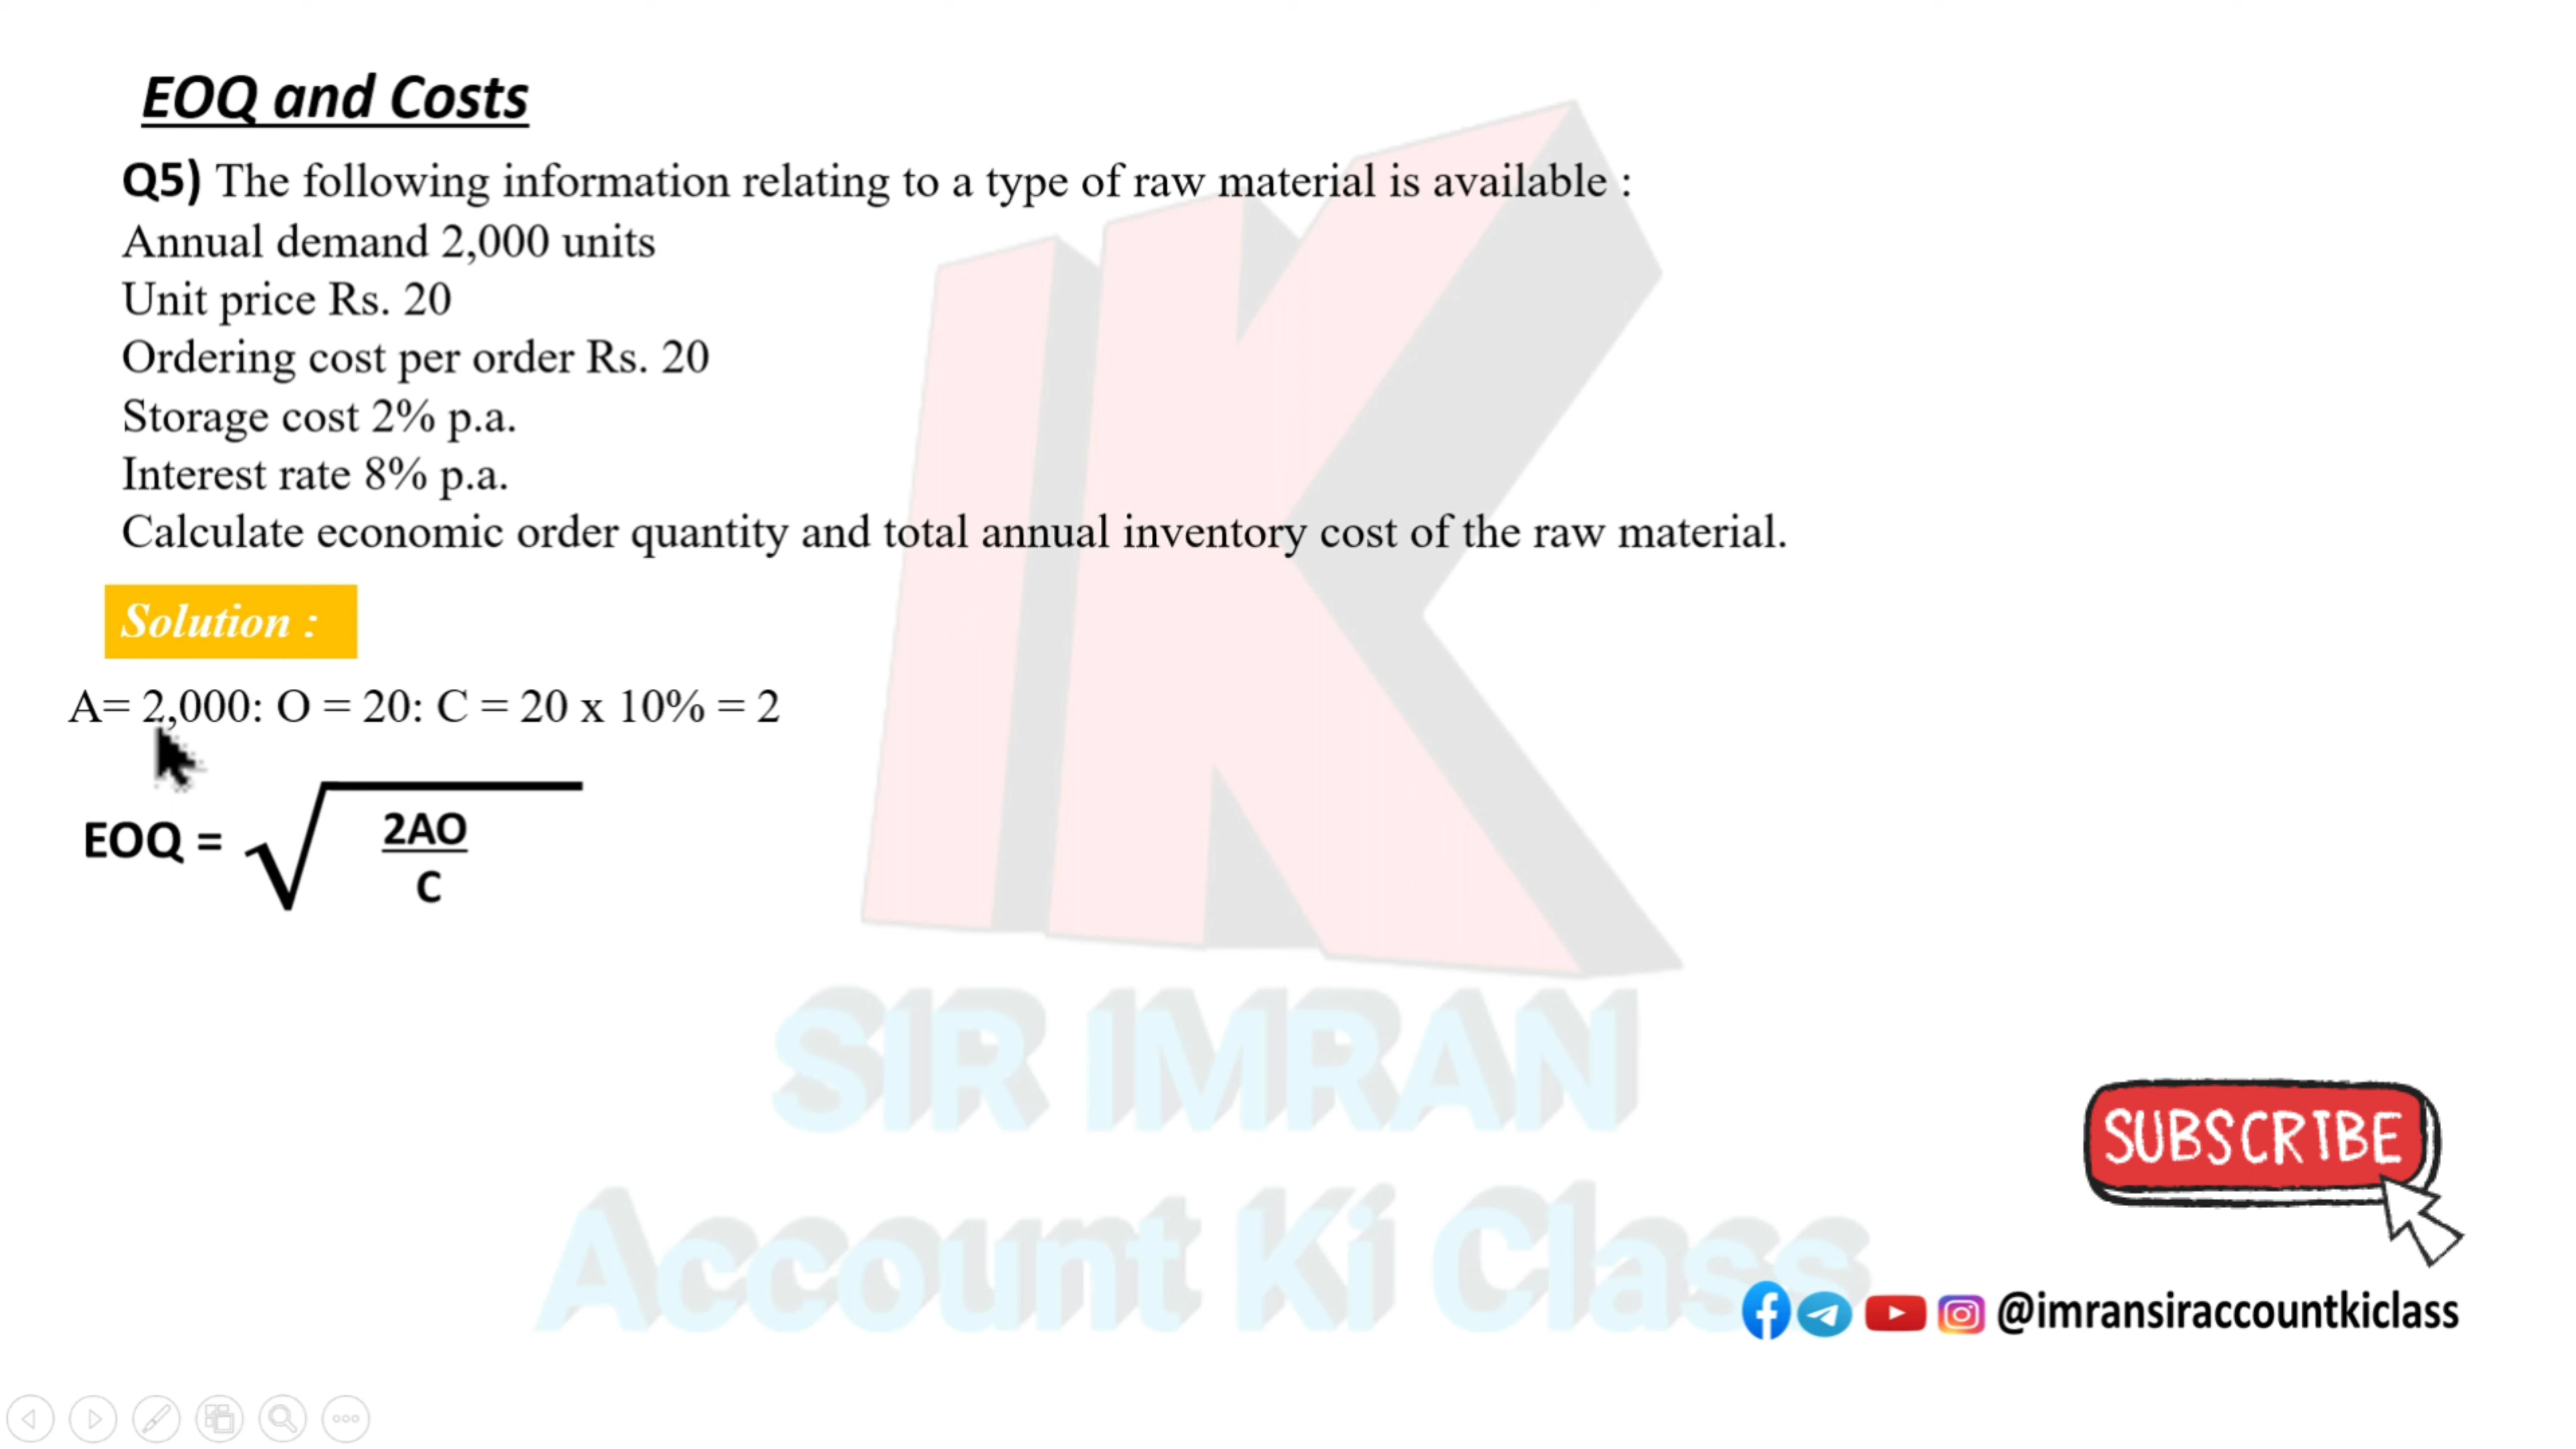 EOQ and Costs
Q5) The following information relating to a type of raw material is available :
Annual demand 2,000 units
Unit price Rs. 20
Ordering cost per order Rs. 20
Storage cost 2% p.a.
Interest rate 8% p.a.
Calculate economic order quantity and total annual inventory cost of the raw material.
Solution :
A= 2,000: O = 20: C = 20 x 10% = 2
EOQ = √ 2AO
C
IK
SIR IMRAN
Account Ki Class
SUBSCRIBE
@imransiraccountkiclass